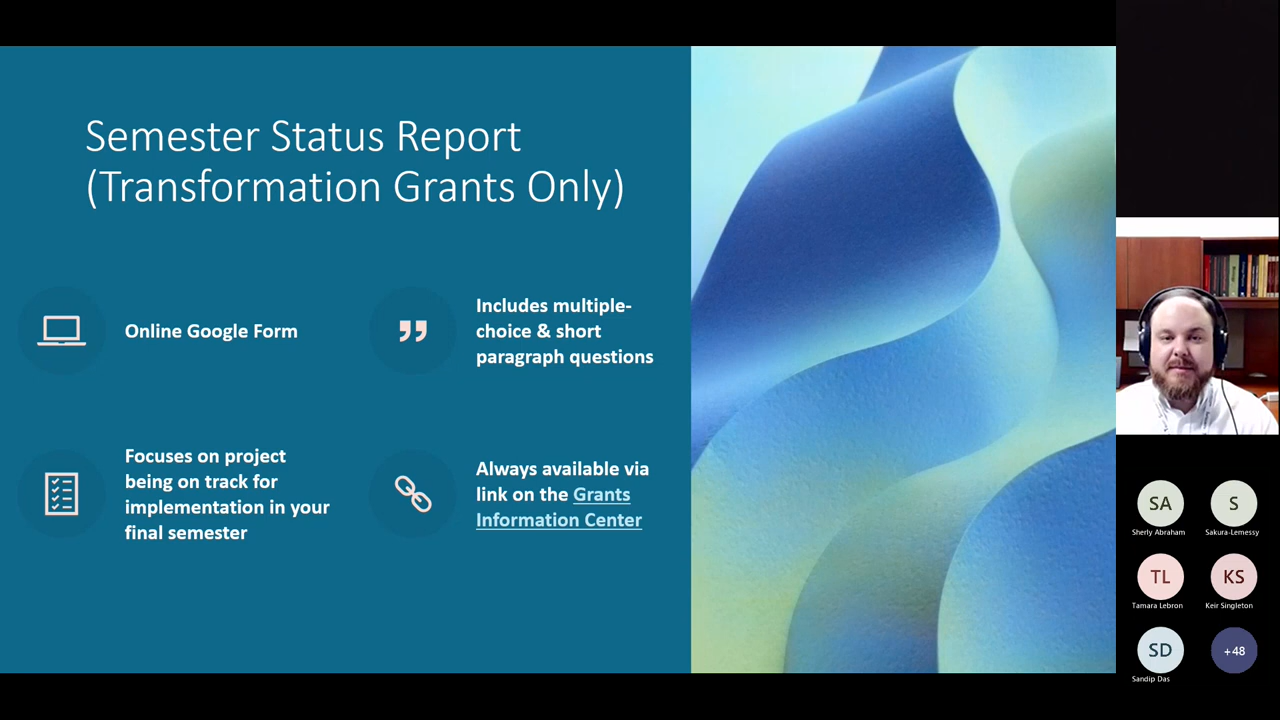 Semester Status Report
(Transformation Grants Only)
Online Google Form
Includes multiple-
choice & short
paragraph questions
Focuses on project
being on track for
implementation in your
final semester
Always available via
link on the Grants
Information Center
SA
Sherly Abraham
S
Sakura-Lemessy
TL
Tamara Lebron
KS
Keir Singleton
SD
Sandip Das
+48